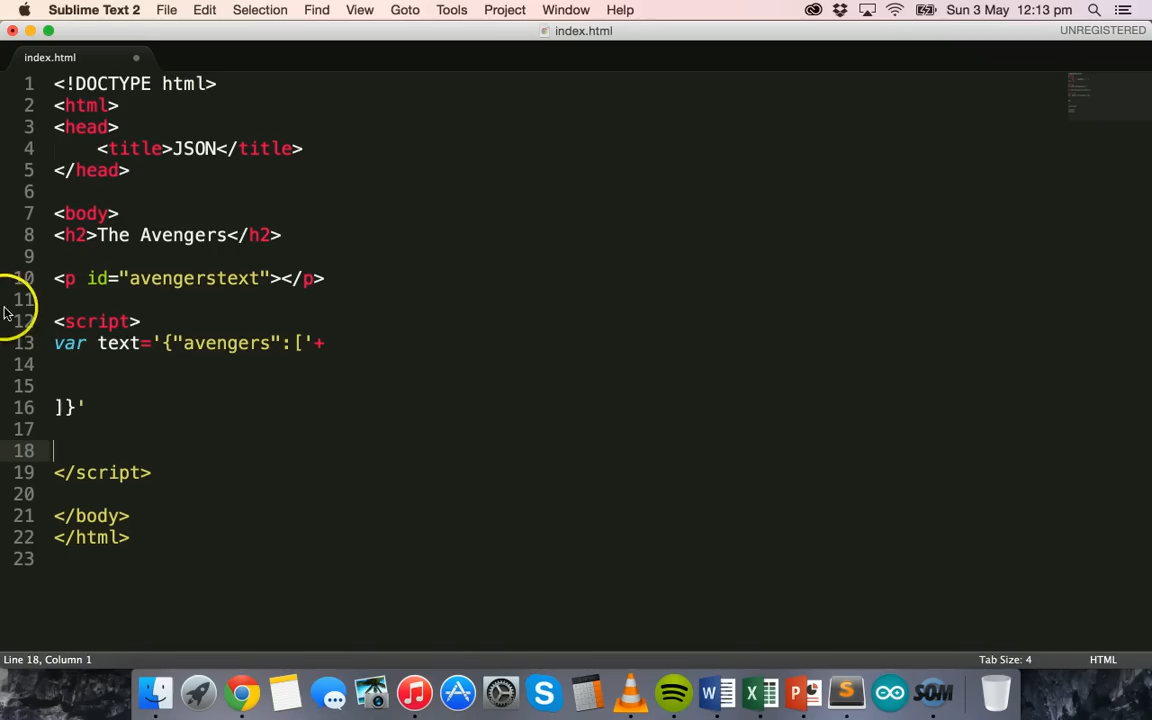 Sublime Text 2 File Edit Selection Find View Goto Tools Project Window Help Sun 3 May 12:13 pm
index.html UNREGISTERED
index.html
1 <!DOCTYPE html>
2 <html>
3 <head>
4 <title>JSON</title>
5 </head>
6
7 <body>
8 <h2>The Avengers</h2>
9
10 <p id="avengerstext"></p>
11
12 <script>
13 var text='{"avengers":['+
14
15
16 ]}'
17
18
19 </script>
20
21 </body>
22 </html>
23
Line 18, Column 1 Tab Size: 4 HTML
SOM